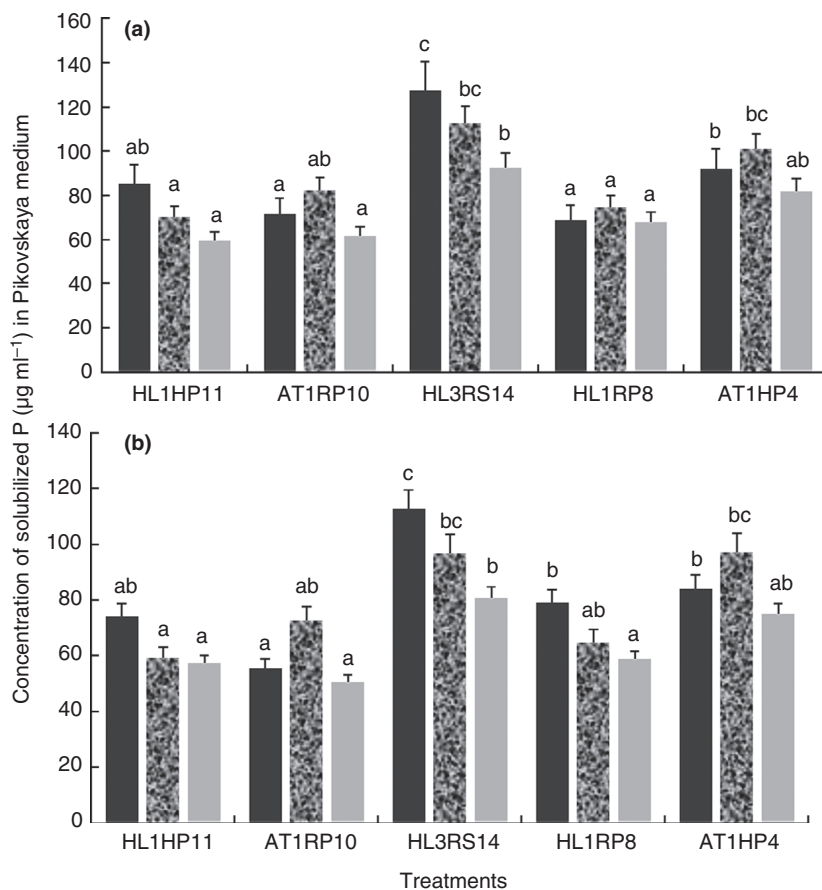 Concentration of solubilized P (µg ml⁻¹) in Pikovskaya medium
(a)
160
140
120
100
80
60
40
20
0
ab a a a ab a c bc b a a a b bc ab
HL1HP11 AT1RP10 HL3RS14 HL1RP8 AT1HP4
(b)
140
120
100
80
60
40
20
0
ab a a a ab a c bc b b ab a b bc ab
HL1HP11 AT1RP10 HL3RS14 HL1RP8 AT1HP4
Treatments